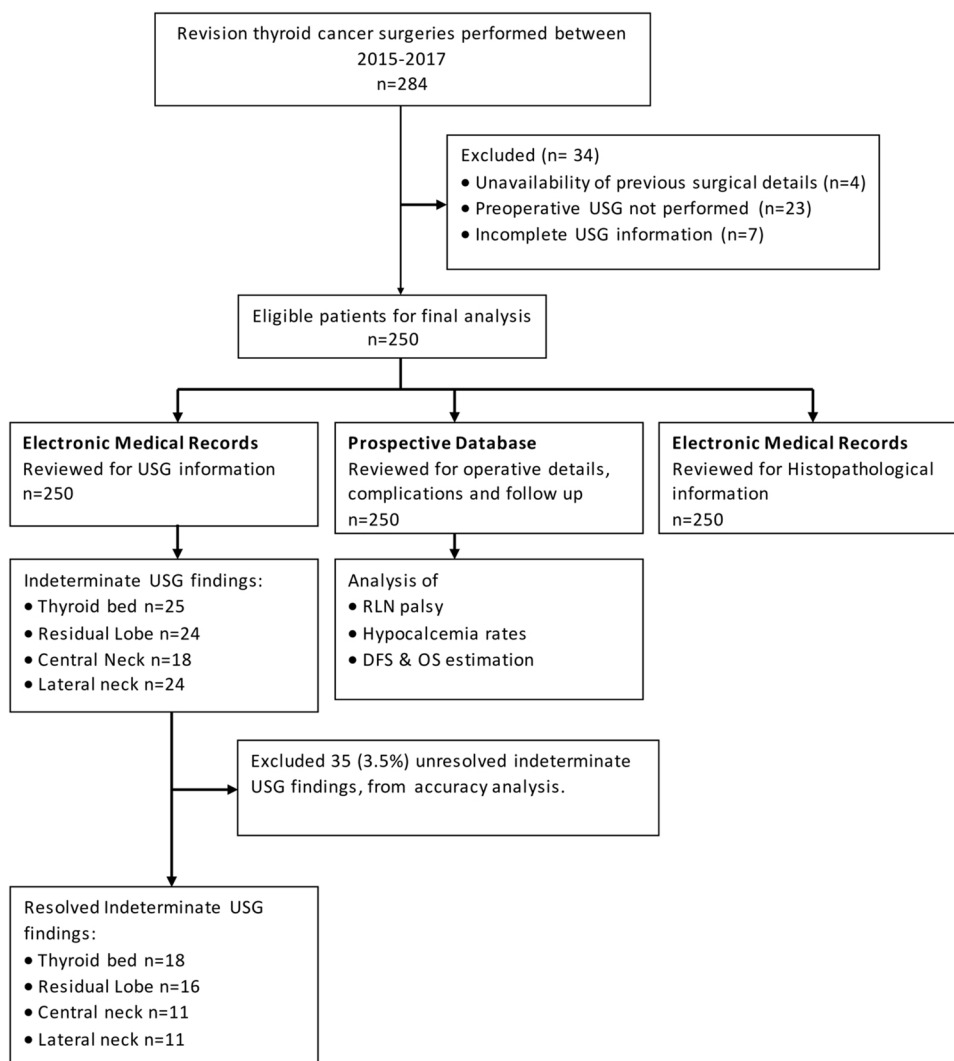 Revision thyroid cancer surgeries performed between
2015-2017
n=284
Excluded (n= 34)
● Unavailability of previous surgical details (n=4)
● Preoperative USG not performed (n=23)
● Incomplete USG information (n=7)
Eligible patients for final analysis
n=250
Electronic Medical Records
Reviewed for USG information
n=250
Prospective Database
Reviewed for operative details,
complications and follow up
n=250
Electronic Medical Records
Reviewed for Histopathological
information
n=250
Indeterminate USG findings:
● Thyroid bed n=25
● Residual Lobe n=24
● Central Neck n=18
● Lateral neck n=24
Analysis of
● RLN palsy
● Hypocalcemia rates
● DFS & OS estimation
Excluded 35 (3.5%) unresolved indeterminate
USG findings, from accuracy analysis.
Resolved Indeterminate USG
findings:
● Thyroid bed n=18
● Residual Lobe n=16
● Central neck n=11
● Lateral neck n=11